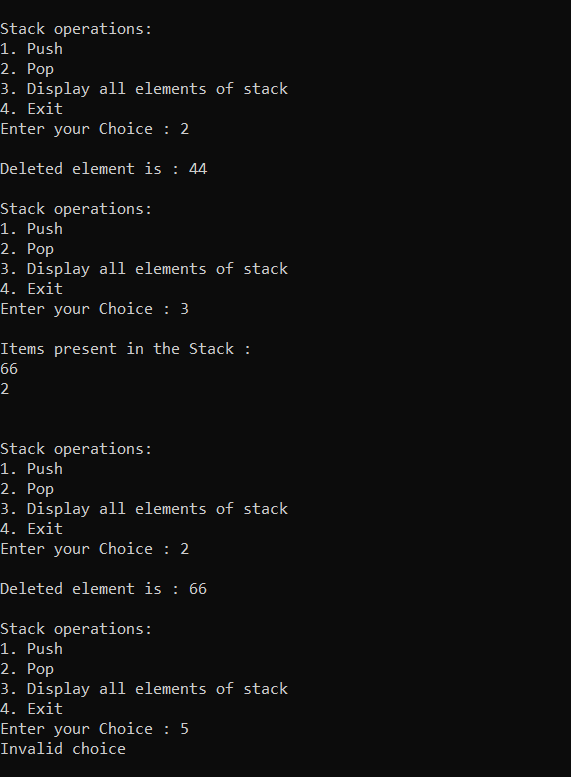 Stack operations:
1. Push
2. Pop
3. Display all elements of stack
4. Exit
Enter your Choice : 2
Deleted element is : 44
Stack operations:
1. Push
2. Pop
3. Display all elements of stack
4. Exit
Enter your Choice : 3
Items present in the Stack :
66
2
Stack operations:
1. Push
2. Pop
3. Display all elements of stack
4. Exit
Enter your Choice : 2
Deleted element is : 66
Stack operations:
1. Push
2. Pop
3. Display all elements of stack
4. Exit
Enter your Choice : 5
Invalid choice